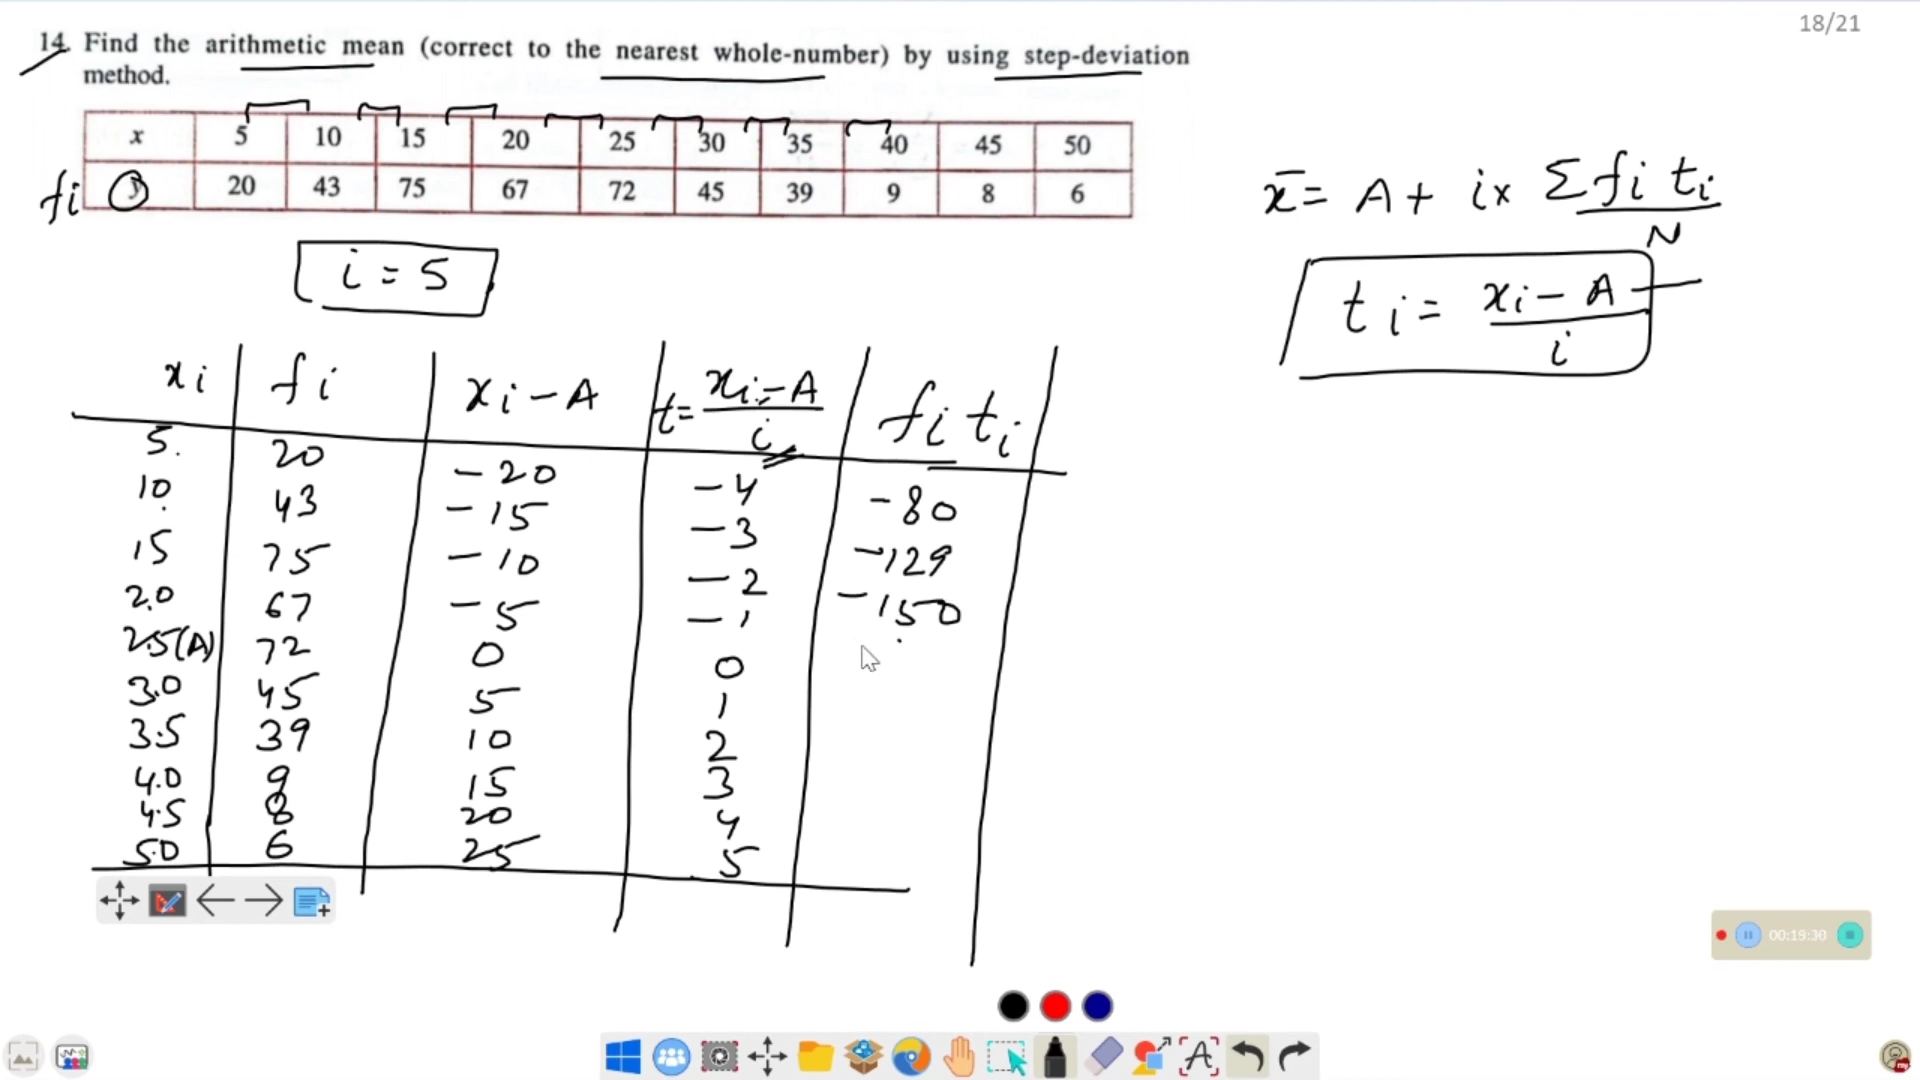 18/21
14. Find the arithmetic mean (correct to the nearest whole-number) by using step-deviation
method.
x 5 10 15 20 25 30 35 40 45 50
fi 20 43 75 67 72 45 39 9 8 6
i = 5
x̄ = A + i x Σ fi ti / N
ti = xi - A / i
xi fi xi - A t = xi - A / i fi ti
5 20 -20 -4 -80
10 43 -15 -3 -129
15 75 -10 -2 -150
20 67 -5 -1
25(A) 72 0 0
30 45 5 1
35 39 10 2
40 9 15 3
45 8 20 4
50 6 25 5
00:19:30